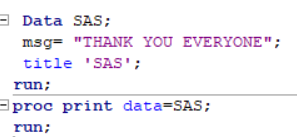 Data SAS;
msg= "THANK YOU EVERYONE";
title 'SAS';
run;
proc print data=SAS;
run;